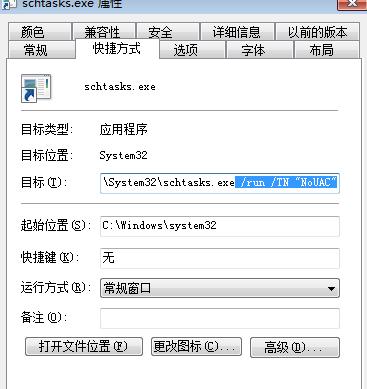 schtasks.exe 属性
颜色 兼容性 安全 详细信息 以前的版本
常规 快捷方式 选项 字体 布局
schtasks.exe
目标类型: 应用程序
目标位置: System32
目标(T): \System32\schtasks.exe /run /TN "NoUAC"
起始位置(S): C:\Windows\system32
快捷键(K): 无
运行方式(R): 常规窗口
备注(O):
打开文件位置(F) 更改图标(C)... 高级(D)...